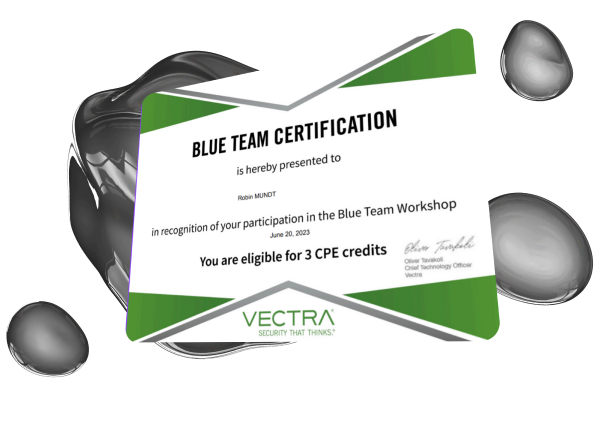 BLUE TEAM CERTIFICATION
is hereby presented to
Robin MUNDT
in recognition of your participation in the Blue Team Workshop
June 20, 2023
You are eligible for 3 CPE credits
Oliver Tavakoli
Oliver Tavakoli
Chief Technology Officer
Vectra
VECTRA®
SECURITY THAT THINKS.®